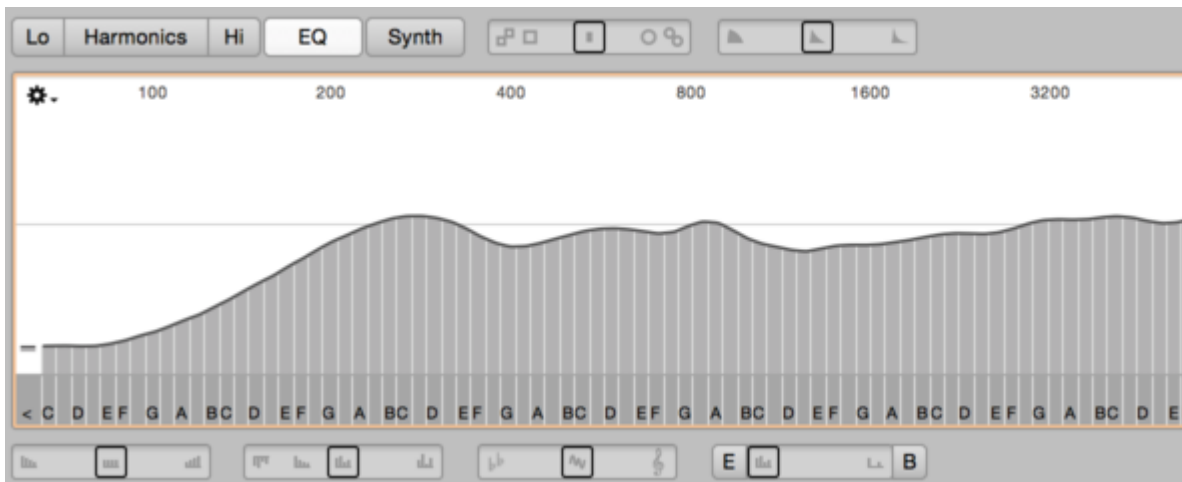 Lo Harmonics Hi EQ Synth
100 200 400 800 1600 3200
< C D E F G A B C D E F G A B C D E F G A B C D E F G A B C D E F G A B C D E F G A B C D E
E B